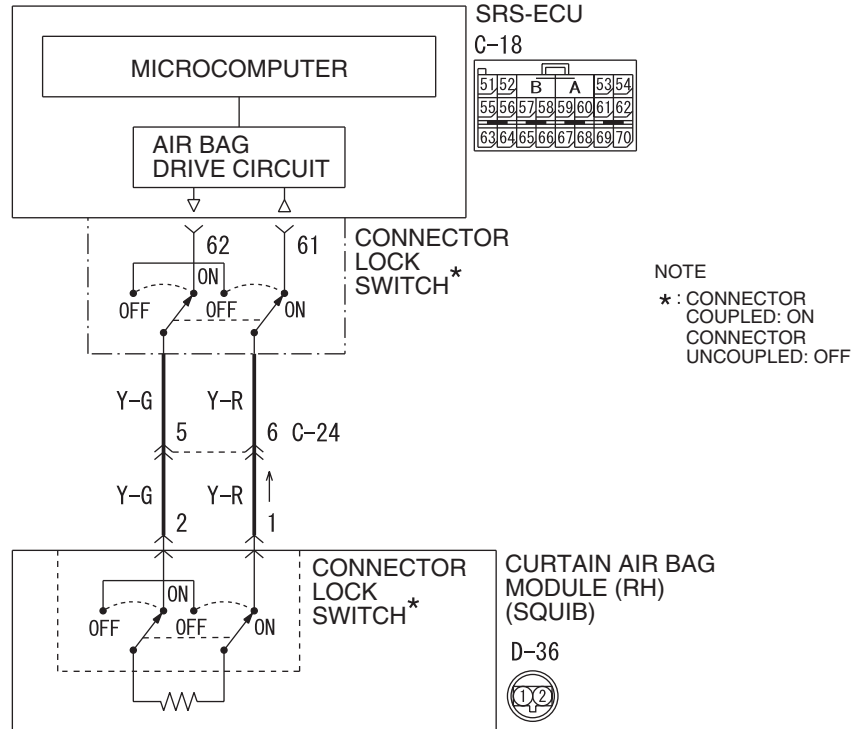 SRS-ECU
C-18
MICROCOMPUTER
51 52 B A 53 54
55 56 57 58 59 60 61 62
63 64 65 66 67 68 69 70
AIR BAG
DRIVE CIRCUIT
62 61
CONNECTOR
LOCK
SWITCH*
ON
OFF OFF ON
NOTE
* : CONNECTOR
COUPLED: ON
CONNECTOR
UNCOUPLED: OFF
Y-G Y-R
5 6 C-24
Y-G Y-R
2 1
CONNECTOR
LOCK
SWITCH*
ON
OFF OFF ON
CURTAIN AIR BAG
MODULE (RH)
(SQUIB)
D-36
1 2